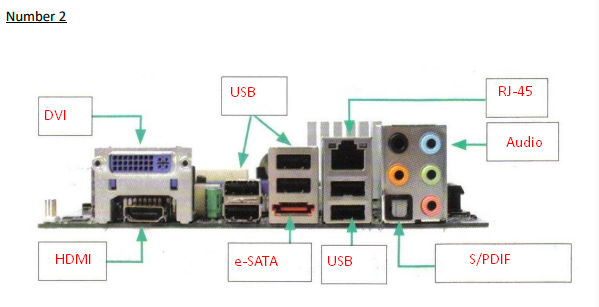 Number 2
USB
RJ-45
DVI
Audio
HDMI
e-SATA
USB
S/PDIF